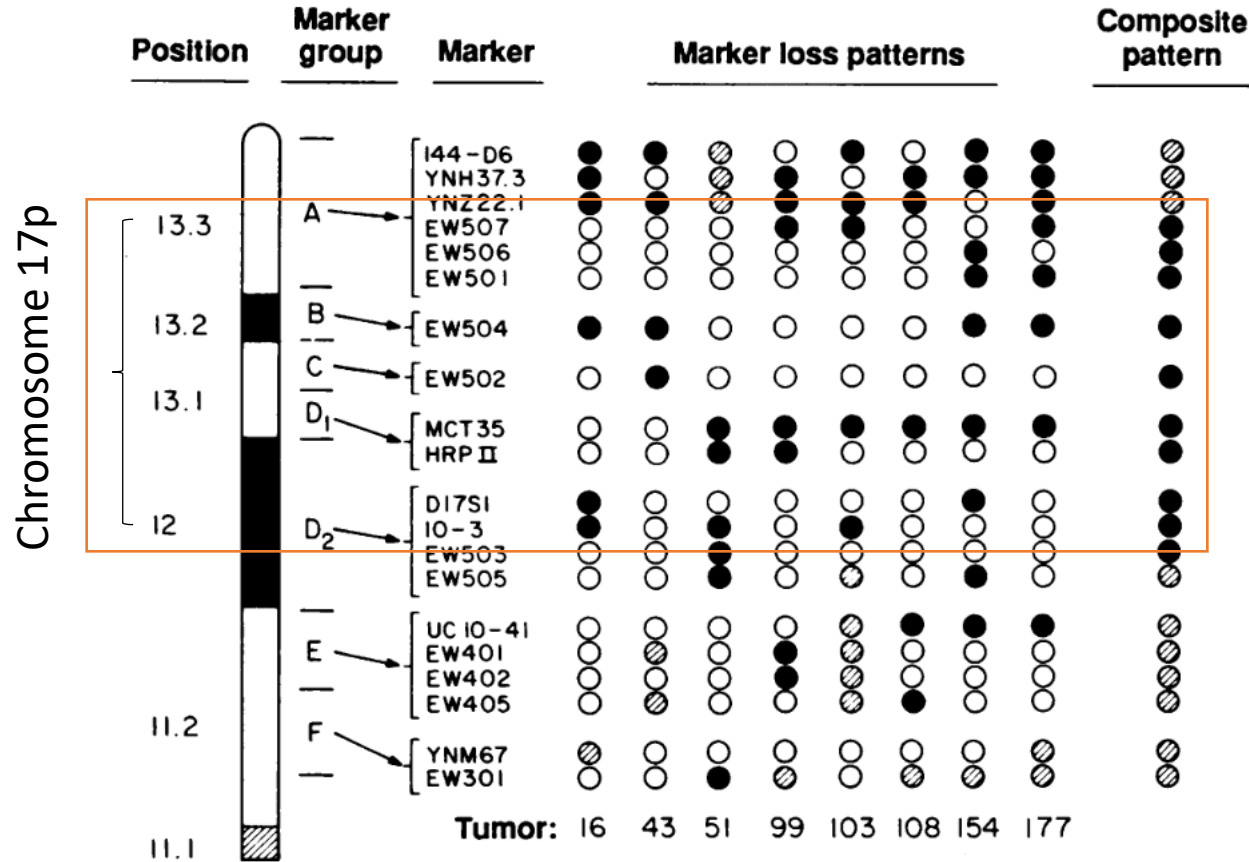 Position Marker group Marker Marker loss patterns Composite pattern
Chromosome 17p
13.3
13.2
13.1
12
11.2
11.1
A
B
C
D1
D2
E
F
144-D6
YNH37.3
YNZ22.1
EW507
EW506
EW501
EW504
EW502
MCT35
HRP II
D17S1
10-3
EW503
EW505
UC 10-41
EW401
EW402
EW405
YNM67
EW301
Tumor: 16 43 51 99 103 108 154 177